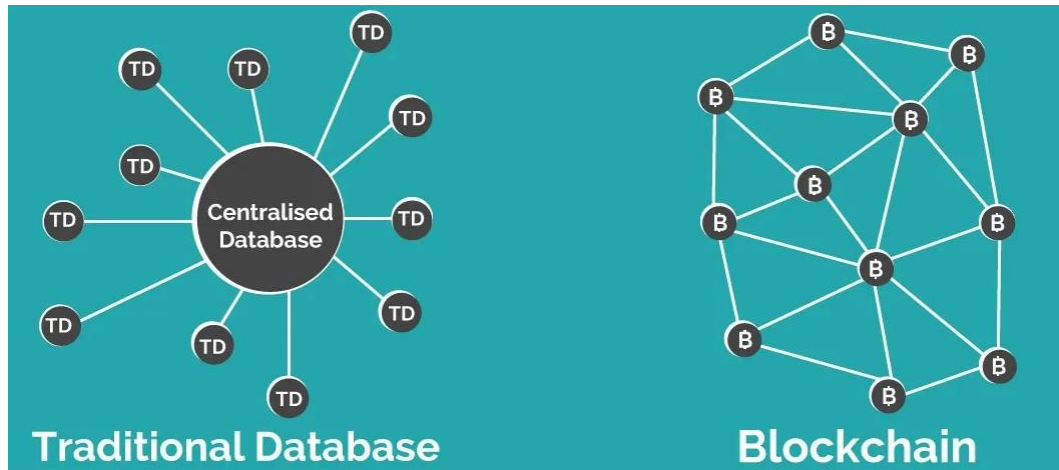 TD
TD
TD
TD
TD
TD
TD
TD
TD
TD
TD
Centralised
Database
Traditional Database
₿
₿
₿
₿
₿
₿
₿
₿
₿
₿
₿
Blockchain